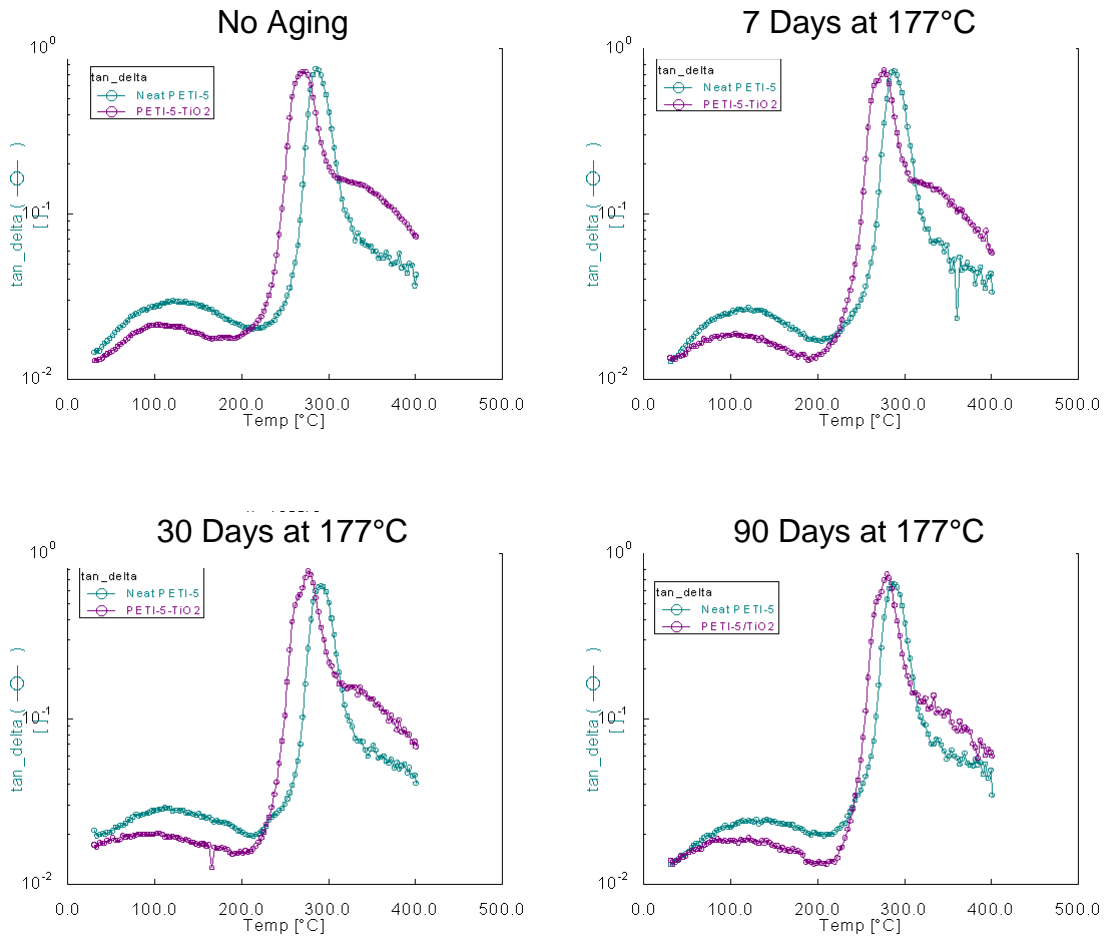 No Aging
10^0
tan_delta
Neat PETI-5
PETI-5-TiO2
tan_delta ( )
[ ]
10^-1
10^-2
0.0 100.0 200.0 300.0 400.0 500.0
Temp [°C]
7 Days at 177°C
10^0
tan_delta
Neat PETI-5
PETI-5-TiO2
tan_delta ( )
[ ]
10^-1
10^-2
0.0 100.0 200.0 300.0 400.0 500.0
Temp [°C]
30 Days at 177°C
10^0
tan_delta
Neat PETI-5
PETI-5-TiO2
tan_delta ( )
[ ]
10^-1
10^-2
0.0 100.0 200.0 300.0 400.0 500.0
Temp [°C]
90 Days at 177°C
10^0
tan_delta
Neat PETI-5
PETI-5/TiO2
tan_delta ( )
[ ]
10^-1
10^-2
0.0 100.0 200.0 300.0 400.0 500.0
Temp [°C]